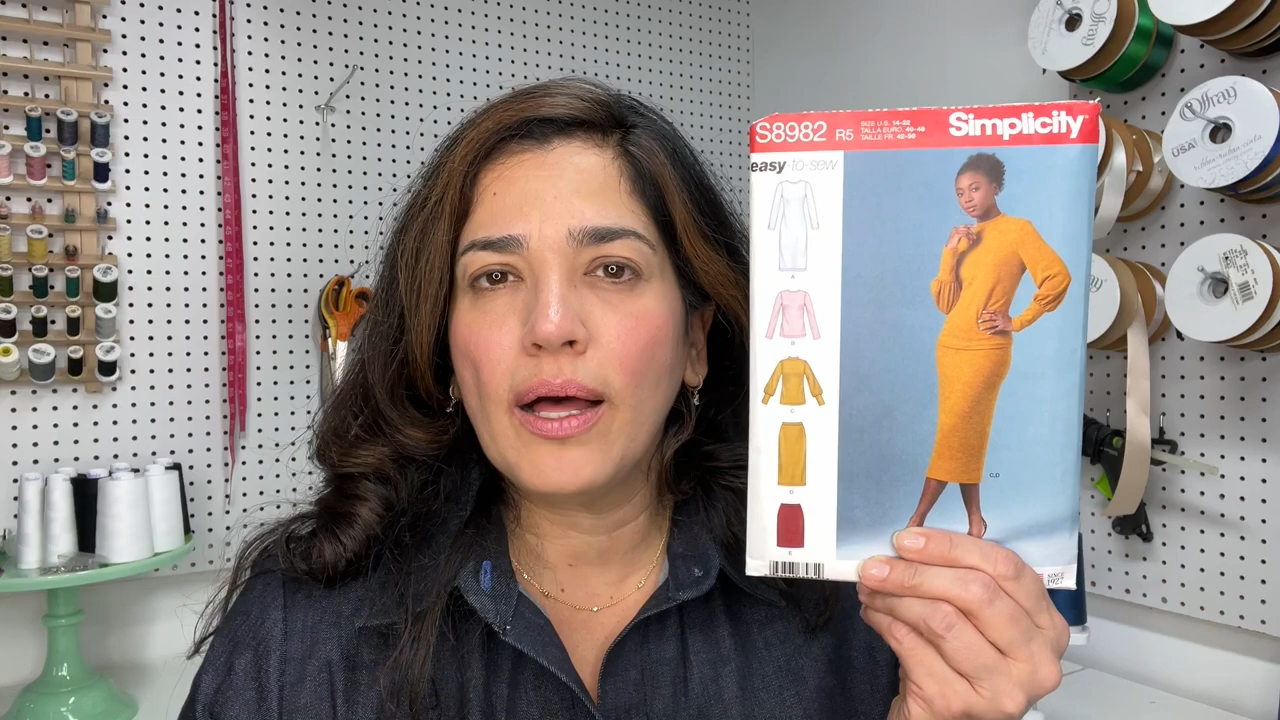 S8982 R5
SIZE U.S. 14-22
TALLA EURO. 40-48
TAILLE FR. 42-50
Simplicity
easy-to-sew
A
B
C
D
E
C,D
SINCE
1927
Offray
Offray
USA